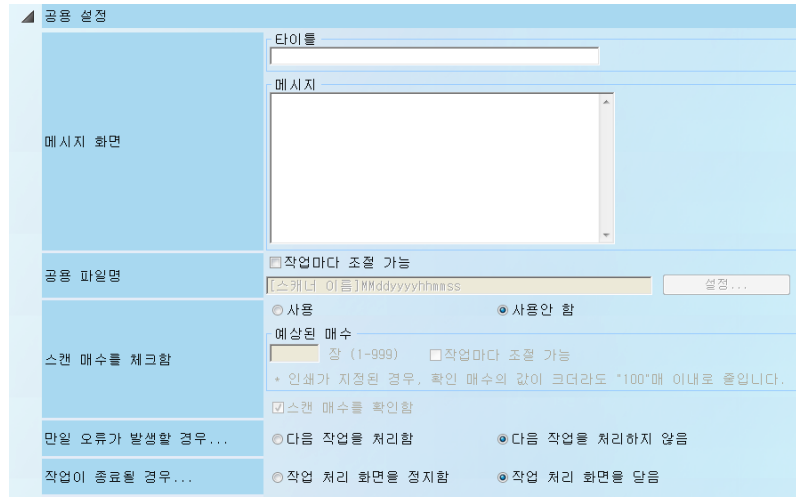 공용 설정
타이틀
메시지
메시지 화면
작업마다 조절 가능
공용 파일명
[스캐너 이름]MMddyyyyhhmmss 설정...
사용 사용안 함
예상된 매수
장 (1-999) 작업마다 조절 가능
스캔 매수를 체크함
* 인쇄가 지정된 경우, 확인 매수의 값이 크더라도 "100"매 이내로 줄입니다.
스캔 매수를 확인함
만일 오류가 발생할 경우... 다음 작업을 처리함 다음 작업을 처리하지 않음
작업이 종료될 경우... 작업 처리 화면을 정지함 작업 처리 화면을 닫음